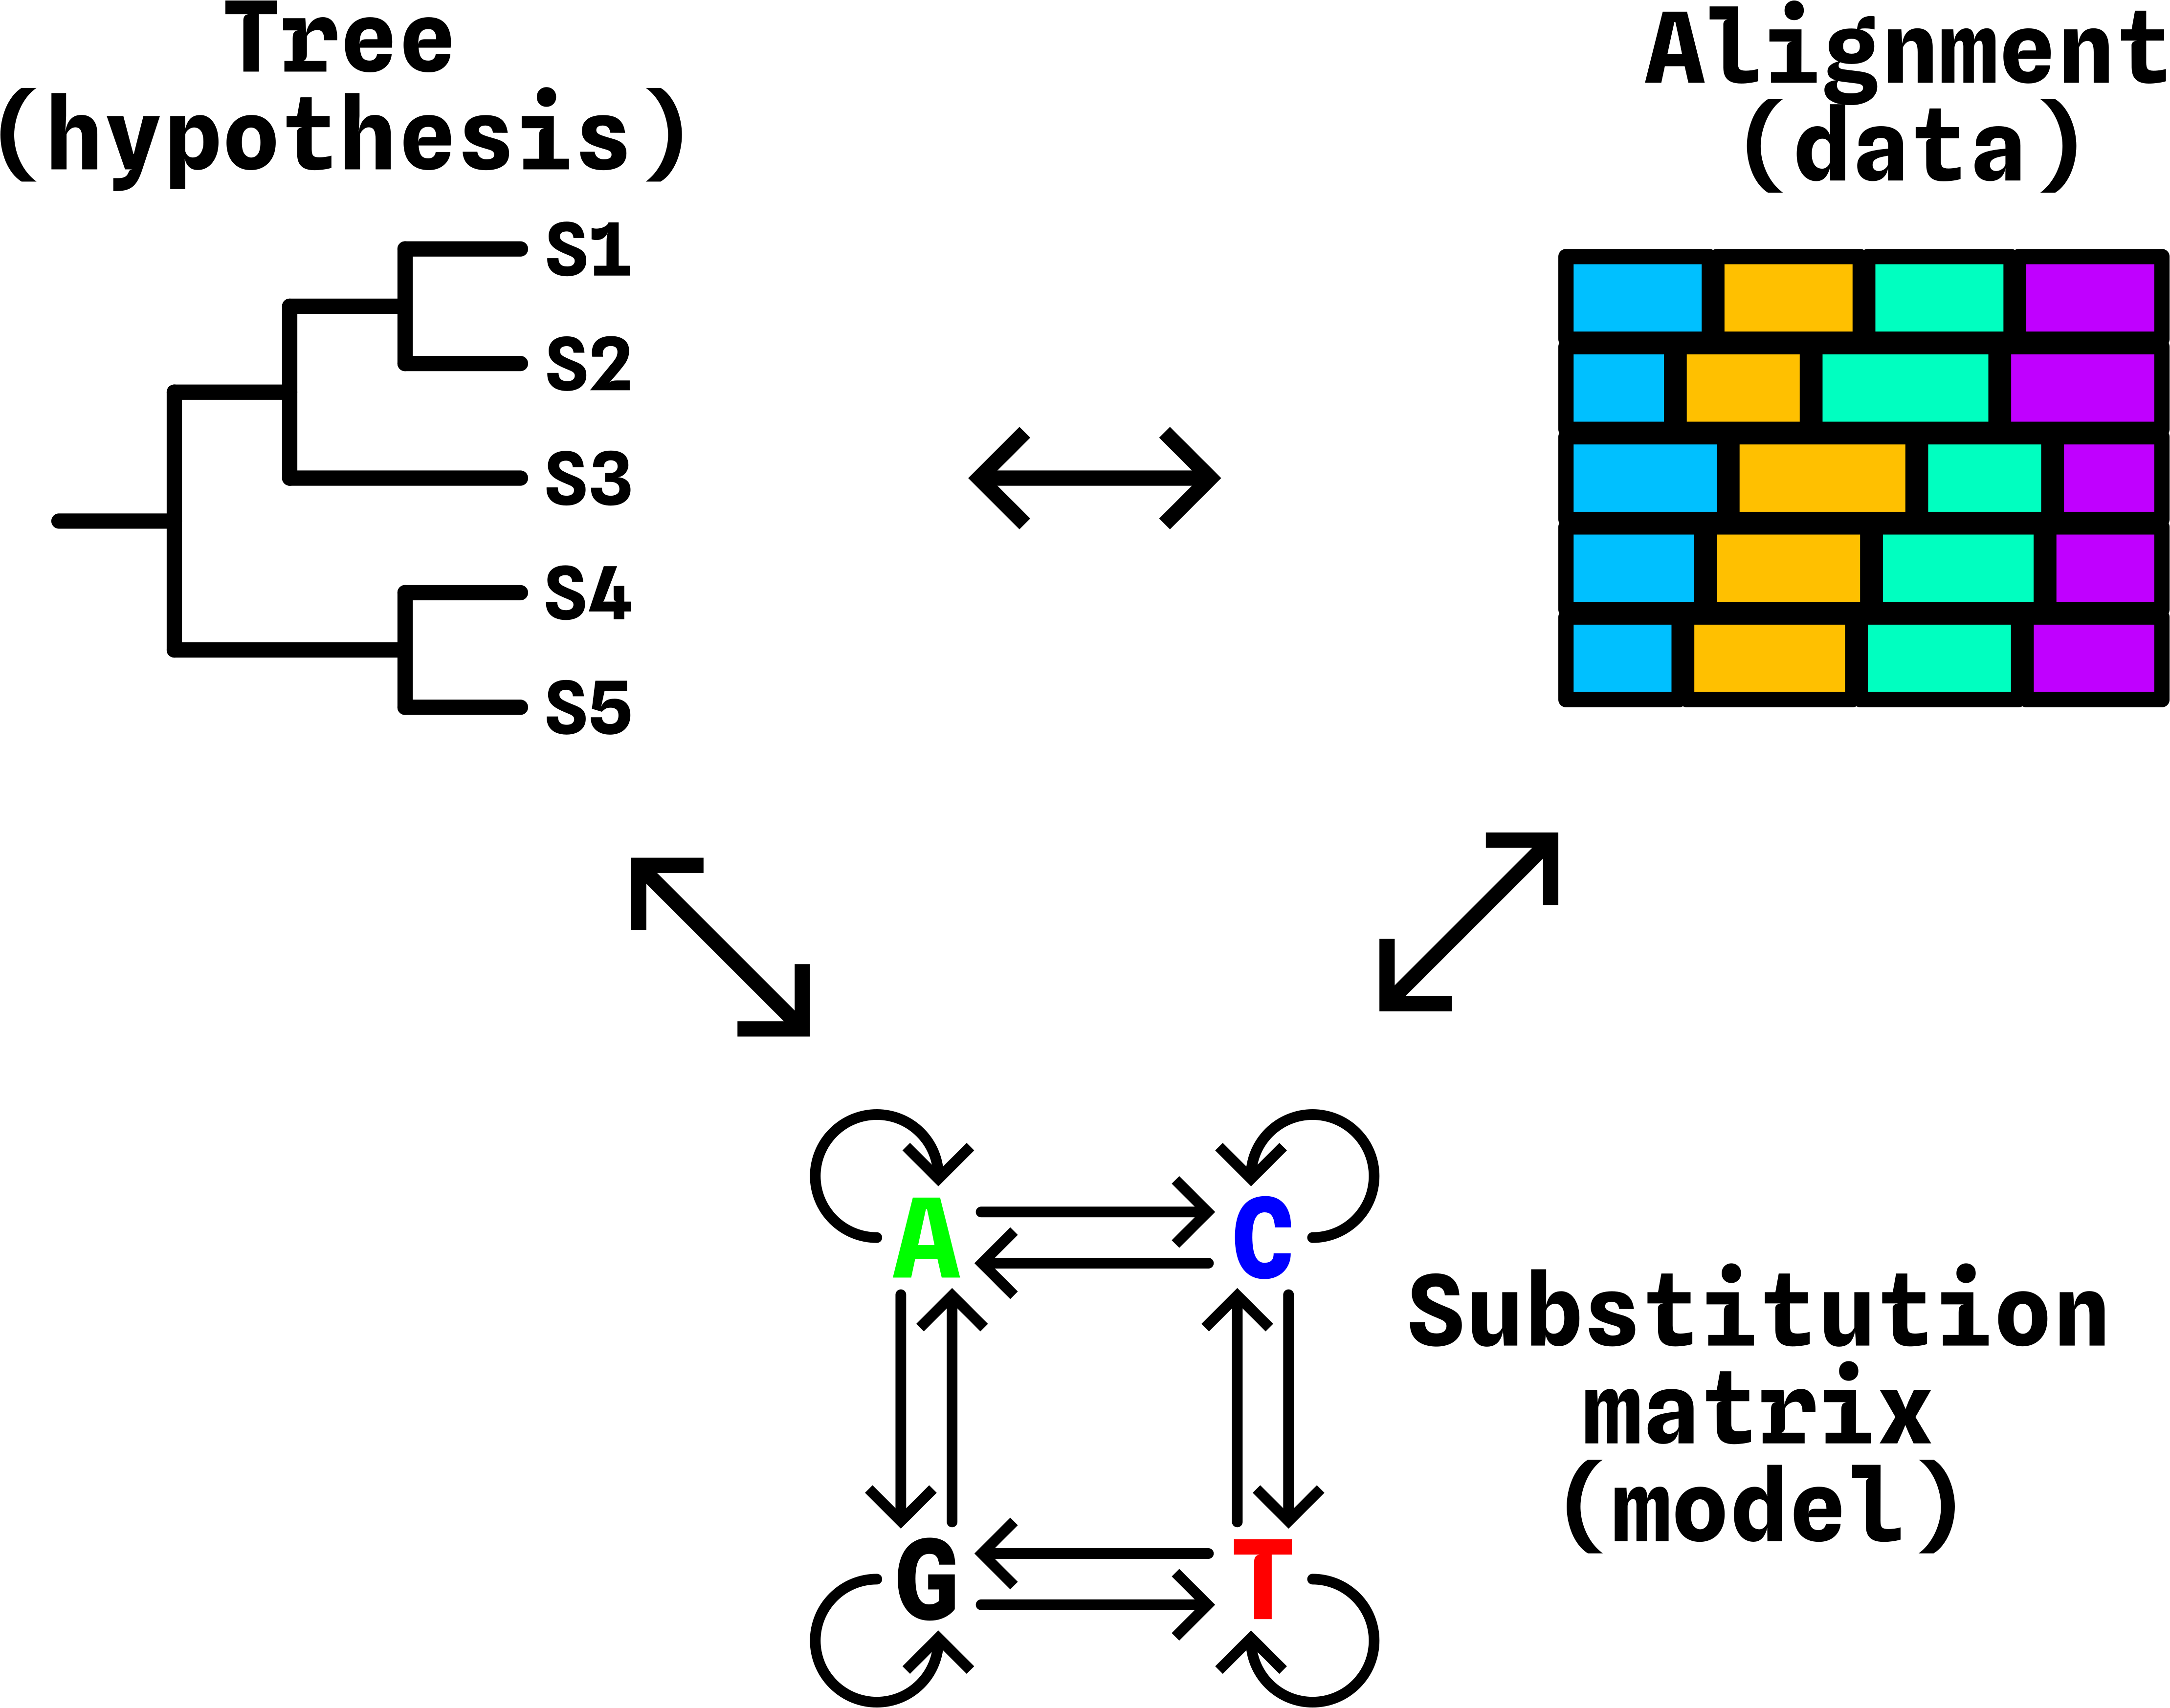 Tree
(hypothesis)
Alignment
(data)
S1
S2
S3
S4
S5
A
C
G
T
Substitution
matrix
(model)